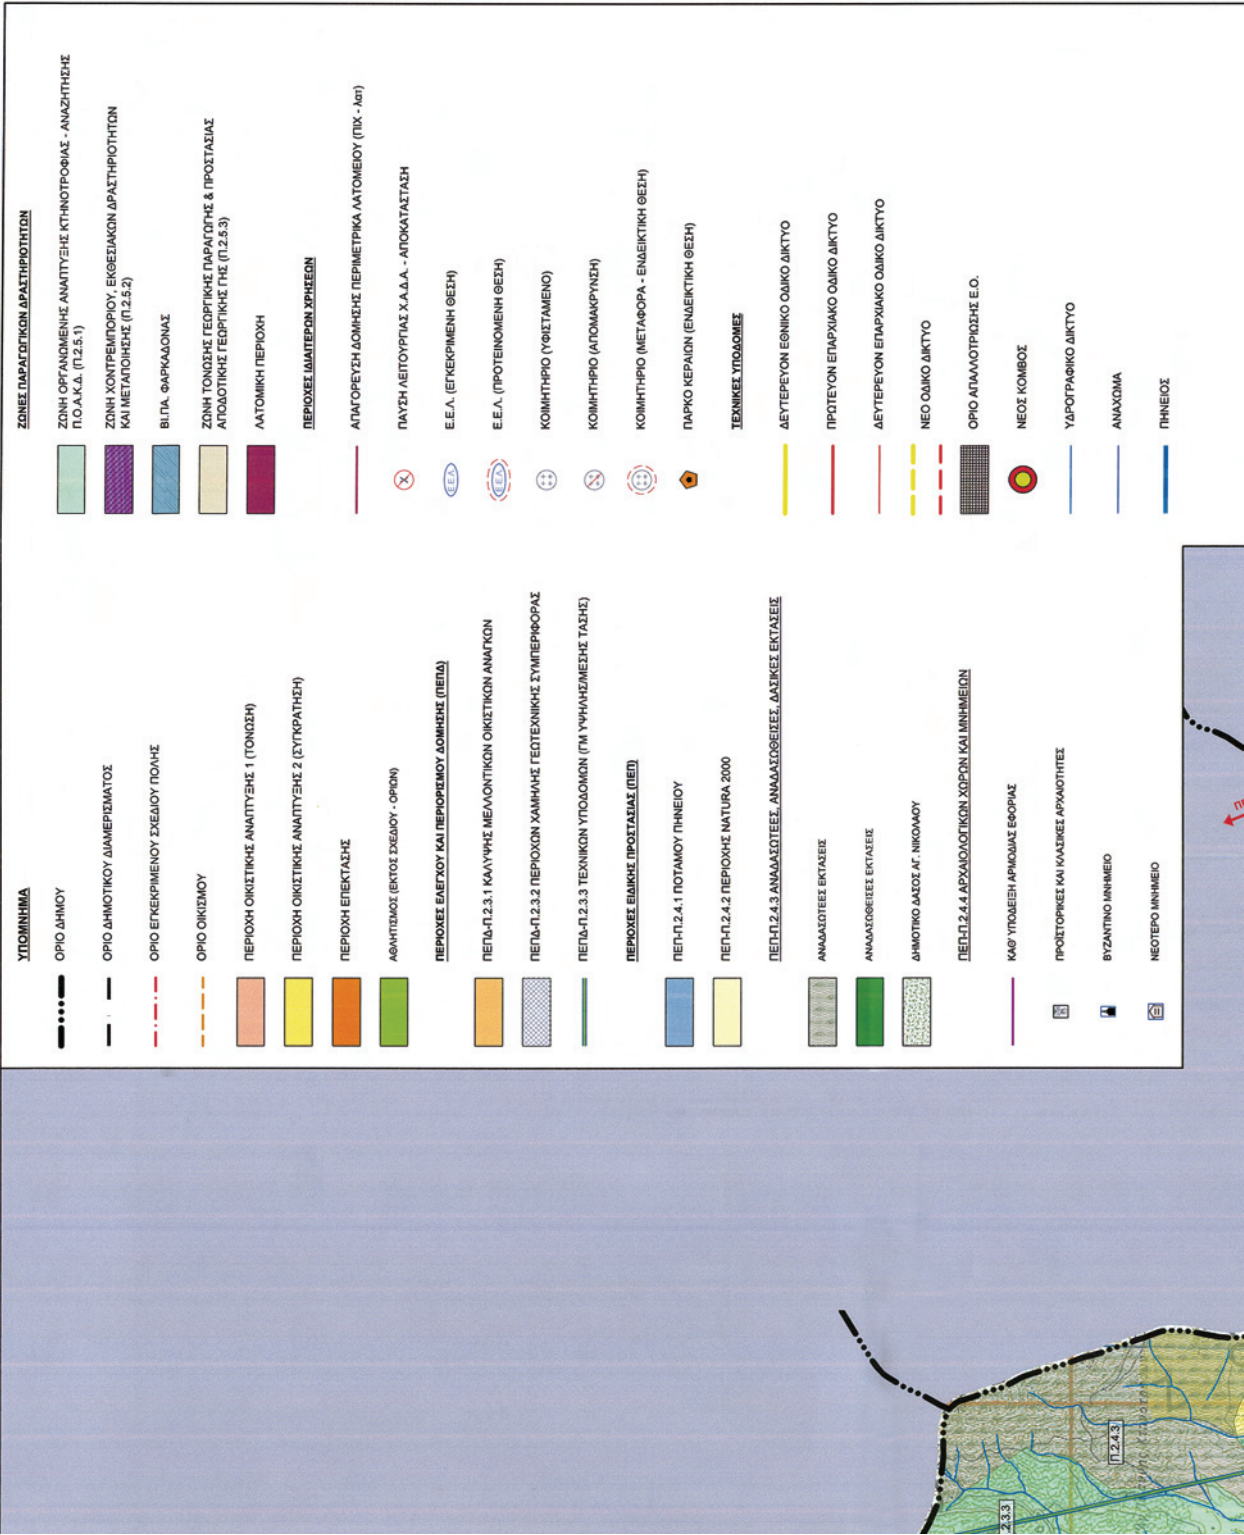 ΥΠΟΜΝΗΜΑ
ΟΡΙΟ ΔΗΜΟΥ
ΟΡΙΟ ΔΗΜΟΤΙΚΟΥ ΔΙΑΜΕΡΙΣΜΑΤΟΣ
ΟΡΙΟ ΕΓΚΕΚΡΙΜΕΝΟΥ ΣΧΕΔΙΟΥ ΠΟΛΗΣ
ΟΡΙΟ ΟΙΚΙΣΜΟΥ
ΠΕΡΙΟΧΗ ΟΙΚΙΣΤΙΚΗΣ ΑΝΑΠΤΥΞΗΣ 1 (ΤΟΝΩΣΗ)
ΠΕΡΙΟΧΗ ΟΙΚΙΣΤΙΚΗΣ ΑΝΑΠΤΥΞΗΣ 2 (ΣΥΓΚΡΑΤΗΣΗ)
ΠΕΡΙΟΧΗ ΕΠΕΚΤΑΣΗΣ
ΑΘΛΗΤΙΣΜΟΣ (ΕΚΤΟΣ ΣΧΕΔΙΟΥ - ΟΡΙΩΝ)
ΠΕΡΙΟΧΕΣ ΕΛΕΓΧΟΥ ΚΑΙ ΠΕΡΙΟΡΙΣΜΟΥ ΔΟΜΗΣΗΣ (ΠΕΠΔ)
ΠΕΠΔ-Π.2.3.1 ΚΑΛΥΨΗΣ ΜΕΛΛΟΝΤΙΚΩΝ ΟΙΚΙΣΤΙΚΩΝ ΑΝΑΓΚΩΝ
ΠΕΠΔ-Π.2.3.2 ΠΕΡΙΟΧΩΝ ΧΑΜΗΛΗΣ ΓΕΩΤΕΧΝΙΚΗΣ ΣΥΜΠΕΡΙΦΟΡΑΣ
ΠΕΠΔ-Π.2.3.3 ΤΕΧΝΙΚΩΝ ΥΠΟΔΟΜΩΝ (ΓΜ ΥΨΗΛΗΣ/ΜΕΣΗΣ ΤΑΣΗΣ)
ΠΕΡΙΟΧΕΣ ΕΙΔΙΚΗΣ ΠΡΟΣΤΑΣΙΑΣ (ΠΕΠ)
ΠΕΠ-Π.2.4.1 ΠΟΤΑΜΟΥ ΠΗΝΕΙΟΥ
ΠΕΠ-Π.2.4.2 ΠΕΡΙΟΧΗΣ NATURA 2000
ΠΕΠ-Π.2.4.3 ΑΝΑΔΑΣΩΤΕΕΣ, ΑΝΑΔΑΣΩΘΕΙΣΕΣ, ΔΑΣΙΚΕΣ ΕΚΤΑΣΕΙΣ
ΑΝΑΔΑΣΩΤΕΕΣ ΕΚΤΑΣΕΙΣ
ΑΝΑΔΑΣΩΘΕΙΣΕΣ ΕΚΤΑΣΕΙΣ
ΔΗΜΟΤΙΚΟ ΔΑΣΟΣ ΑΓ. ΝΙΚΟΛΑΟΥ
ΠΕΠ-Π.2.4.4 ΑΡΧΑΙΟΛΟΓΙΚΩΝ ΧΩΡΩΝ ΚΑΙ ΜΝΗΜΕΙΩΝ
ΚΑΘ' ΥΠΟΔΕΙΞΗ ΑΡΜΟΔΙΑΣ ΕΦΟΡΙΑΣ
ΠΡΟΪΣΤΟΡΙΚΕΣ ΚΑΙ ΚΛΑΣΙΚΕΣ ΑΡΧΑΙΟΤΗΤΕΣ
ΒΥΖΑΝΤΙΝΟ ΜΝΗΜΕΙΟ
ΝΕΟΤΕΡΟ ΜΝΗΜΕΙΟ
ΖΩΝΕΣ ΠΑΡΑΓΩΓΙΚΩΝ ΔΡΑΣΤΗΡΙΟΤΗΤΩΝ
ΖΩΝΗ ΟΡΓΑΝΩΜΕΝΗΣ ΑΝΑΠΤΥΞΗΣ ΚΤΗΝΟΤΡΟΦΙΑΣ - ΑΝΑΖΗΤΗΣΗΣ
Π.Ο.Α.Κ.Δ. (Π.2.5.1)
ΖΩΝΗ ΧΟΝΤΡΕΜΠΟΡΙΟΥ, ΕΚΘΕΣΙΑΚΩΝ ΔΡΑΣΤΗΡΙΟΤΗΤΩΝ
ΚΑΙ ΜΕΤΑΠΟΙΗΣΗΣ (Π.2.5.2)
ΒΙ.ΠΑ. ΦΑΡΚΑΔΟΝΑΣ
ΖΩΝΗ ΤΟΝΩΣΗΣ ΓΕΩΡΓΙΚΗΣ ΠΑΡΑΓΩΓΗΣ & ΠΡΟΣΤΑΣΙΑΣ
ΑΠΟΔΟΤΙΚΗΣ ΓΕΩΡΓΙΚΗΣ ΓΗΣ (Π.2.5.3)
ΛΑΤΟΜΙΚΗ ΠΕΡΙΟΧΗ
ΠΕΡΙΟΧΕΣ ΙΔΙΑΙΤΕΡΩΝ ΧΡΗΣΕΩΝ
ΑΠΑΓΟΡΕΥΣΗ ΔΟΜΗΣΗΣ ΠΕΡΙΜΕΤΡΙΚΑ ΛΑΤΟΜΕΙΟΥ (ΠΙΧ - λατ)
ΠΑΥΣΗ ΛΕΙΤΟΥΡΓΙΑΣ Χ.Α.Δ.Α. - ΑΠΟΚΑΤΑΣΤΑΣΗ
Ε.Ε.Λ. Ε.Ε.Λ. (ΕΓΚΕΚΡΙΜΕΝΗ ΘΕΣΗ)
Ε.Ε.Λ. Ε.Ε.Λ. (ΠΡΟΤΕΙΝΟΜΕΝΗ ΘΕΣΗ)
ΚΟΙΜΗΤΗΡΙΟ (ΥΦΙΣΤΑΜΕΝΟ)
ΚΟΙΜΗΤΗΡΙΟ (ΑΠΟΜΑΚΡΥΝΣΗ)
ΚΟΙΜΗΤΗΡΙΟ (ΜΕΤΑΦΟΡΑ - ΕΝΔΕΙΚΤΙΚΗ ΘΕΣΗ)
ΠΑΡΚΟ ΚΕΡΑΙΩΝ (ΕΝΔΕΙΚΤΙΚΗ ΘΕΣΗ)
ΤΕΧΝΙΚΕΣ ΥΠΟΔΟΜΕΣ
ΔΕΥΤΕΡΕΥΟΝ ΕΘΝΙΚΟ ΟΔΙΚΟ ΔΙΚΤΥΟ
ΠΡΩΤΕΥΟΝ ΕΠΑΡΧΙΑΚΟ ΟΔΙΚΟ ΔΙΚΤΥΟ
ΔΕΥΤΕΡΕΥΟΝ ΕΠΑΡΧΙΑΚΟ ΟΔΙΚΟ ΔΙΚΤΥΟ
ΝΕΟ ΟΔΙΚΟ ΔΙΚΤΥΟ
ΟΡΙΟ ΑΠΑΛΛΟΤΡΙΩΣΗΣ Ε.Ο.
ΝΕΟΣ ΚΟΜΒΟΣ
ΥΔΡΟΓΡΑΦΙΚΟ ΔΙΚΤΥΟ
ΑΝΑΧΩΜΑ
ΠΗΝΕΙΟΣ
Π.2.4.3
.2.3.3